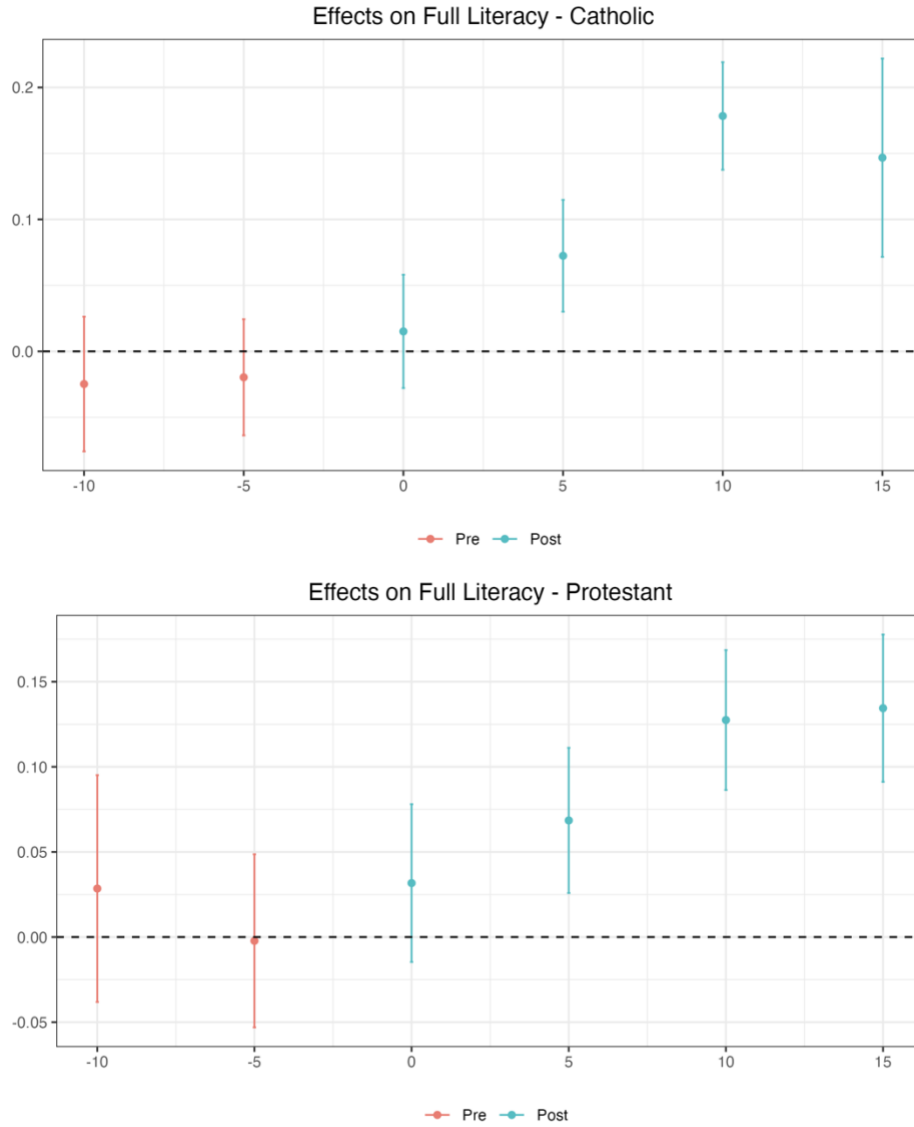 Effects on Full Literacy - Catholic
0.2
0.1
0.0
-10 -5 0 5 10 15
Pre Post
Effects on Full Literacy - Protestant
0.15
0.10
0.05
0.00
-0.05
-10 -5 0 5 10 15
Pre Post